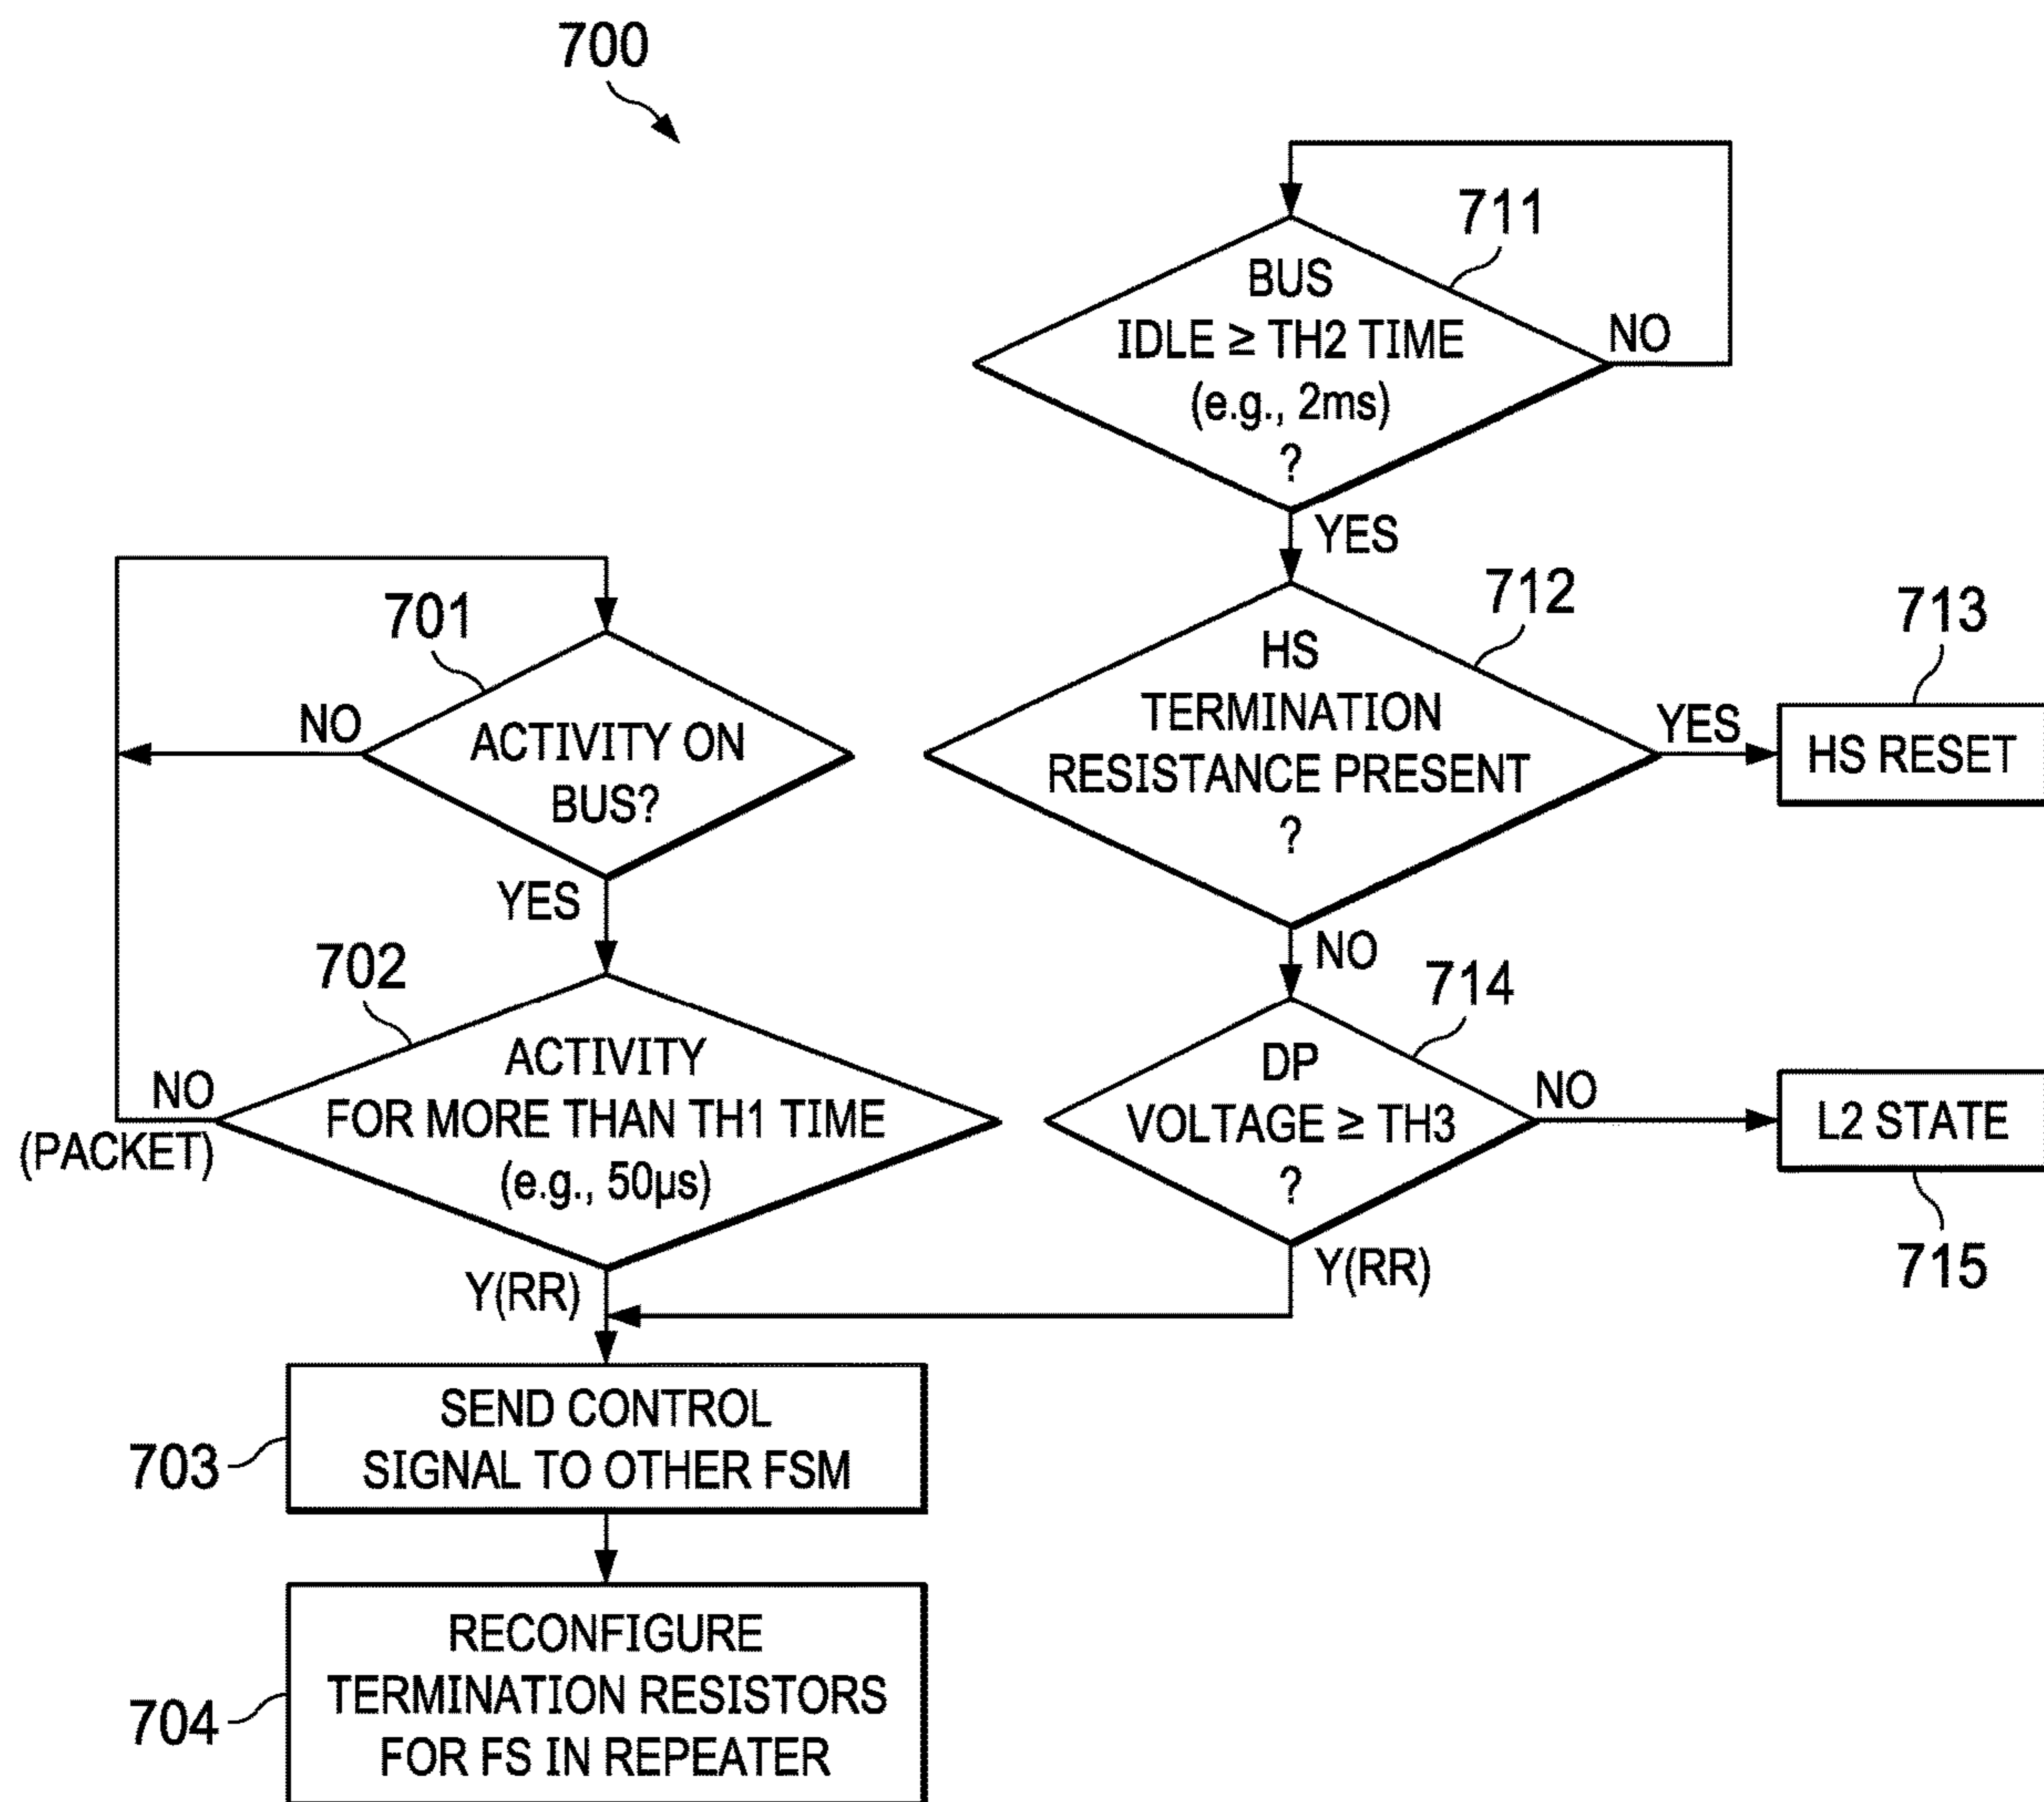 700
711
BUS
IDLE ≥ TH2 TIME
(e.g., 2ms)
?
NO
YES
712
HS
TERMINATION
RESISTANCE PRESENT
?
YES
713
HS RESET
NO
714
DP
VOLTAGE ≥ TH3
?
NO
L2 STATE
715
Y(RR)
701
ACTIVITY ON
BUS?
NO
YES
702
ACTIVITY
FOR MORE THAN TH1 TIME
(e.g., 50µs)
NO
(PACKET)
Y(RR)
703
SEND CONTROL
SIGNAL TO OTHER FSM
704
RECONFIGURE
TERMINATION RESISTORS
FOR FS IN REPEATER